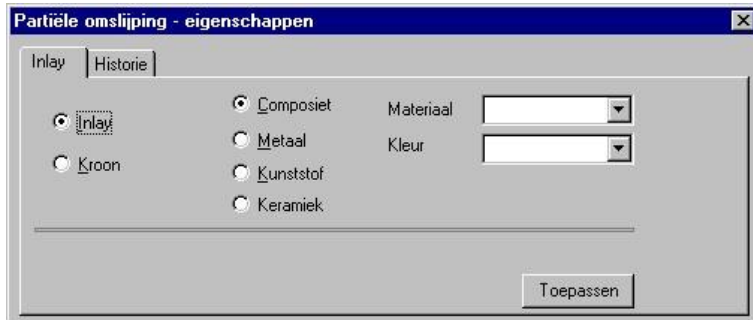 Partiële omslijping - eigenschappen
Inlay Historie
Inlay
Kroon
Composiet
Metaal
Kunststof
Keramiek
Materiaal
Kleur
Toepassen